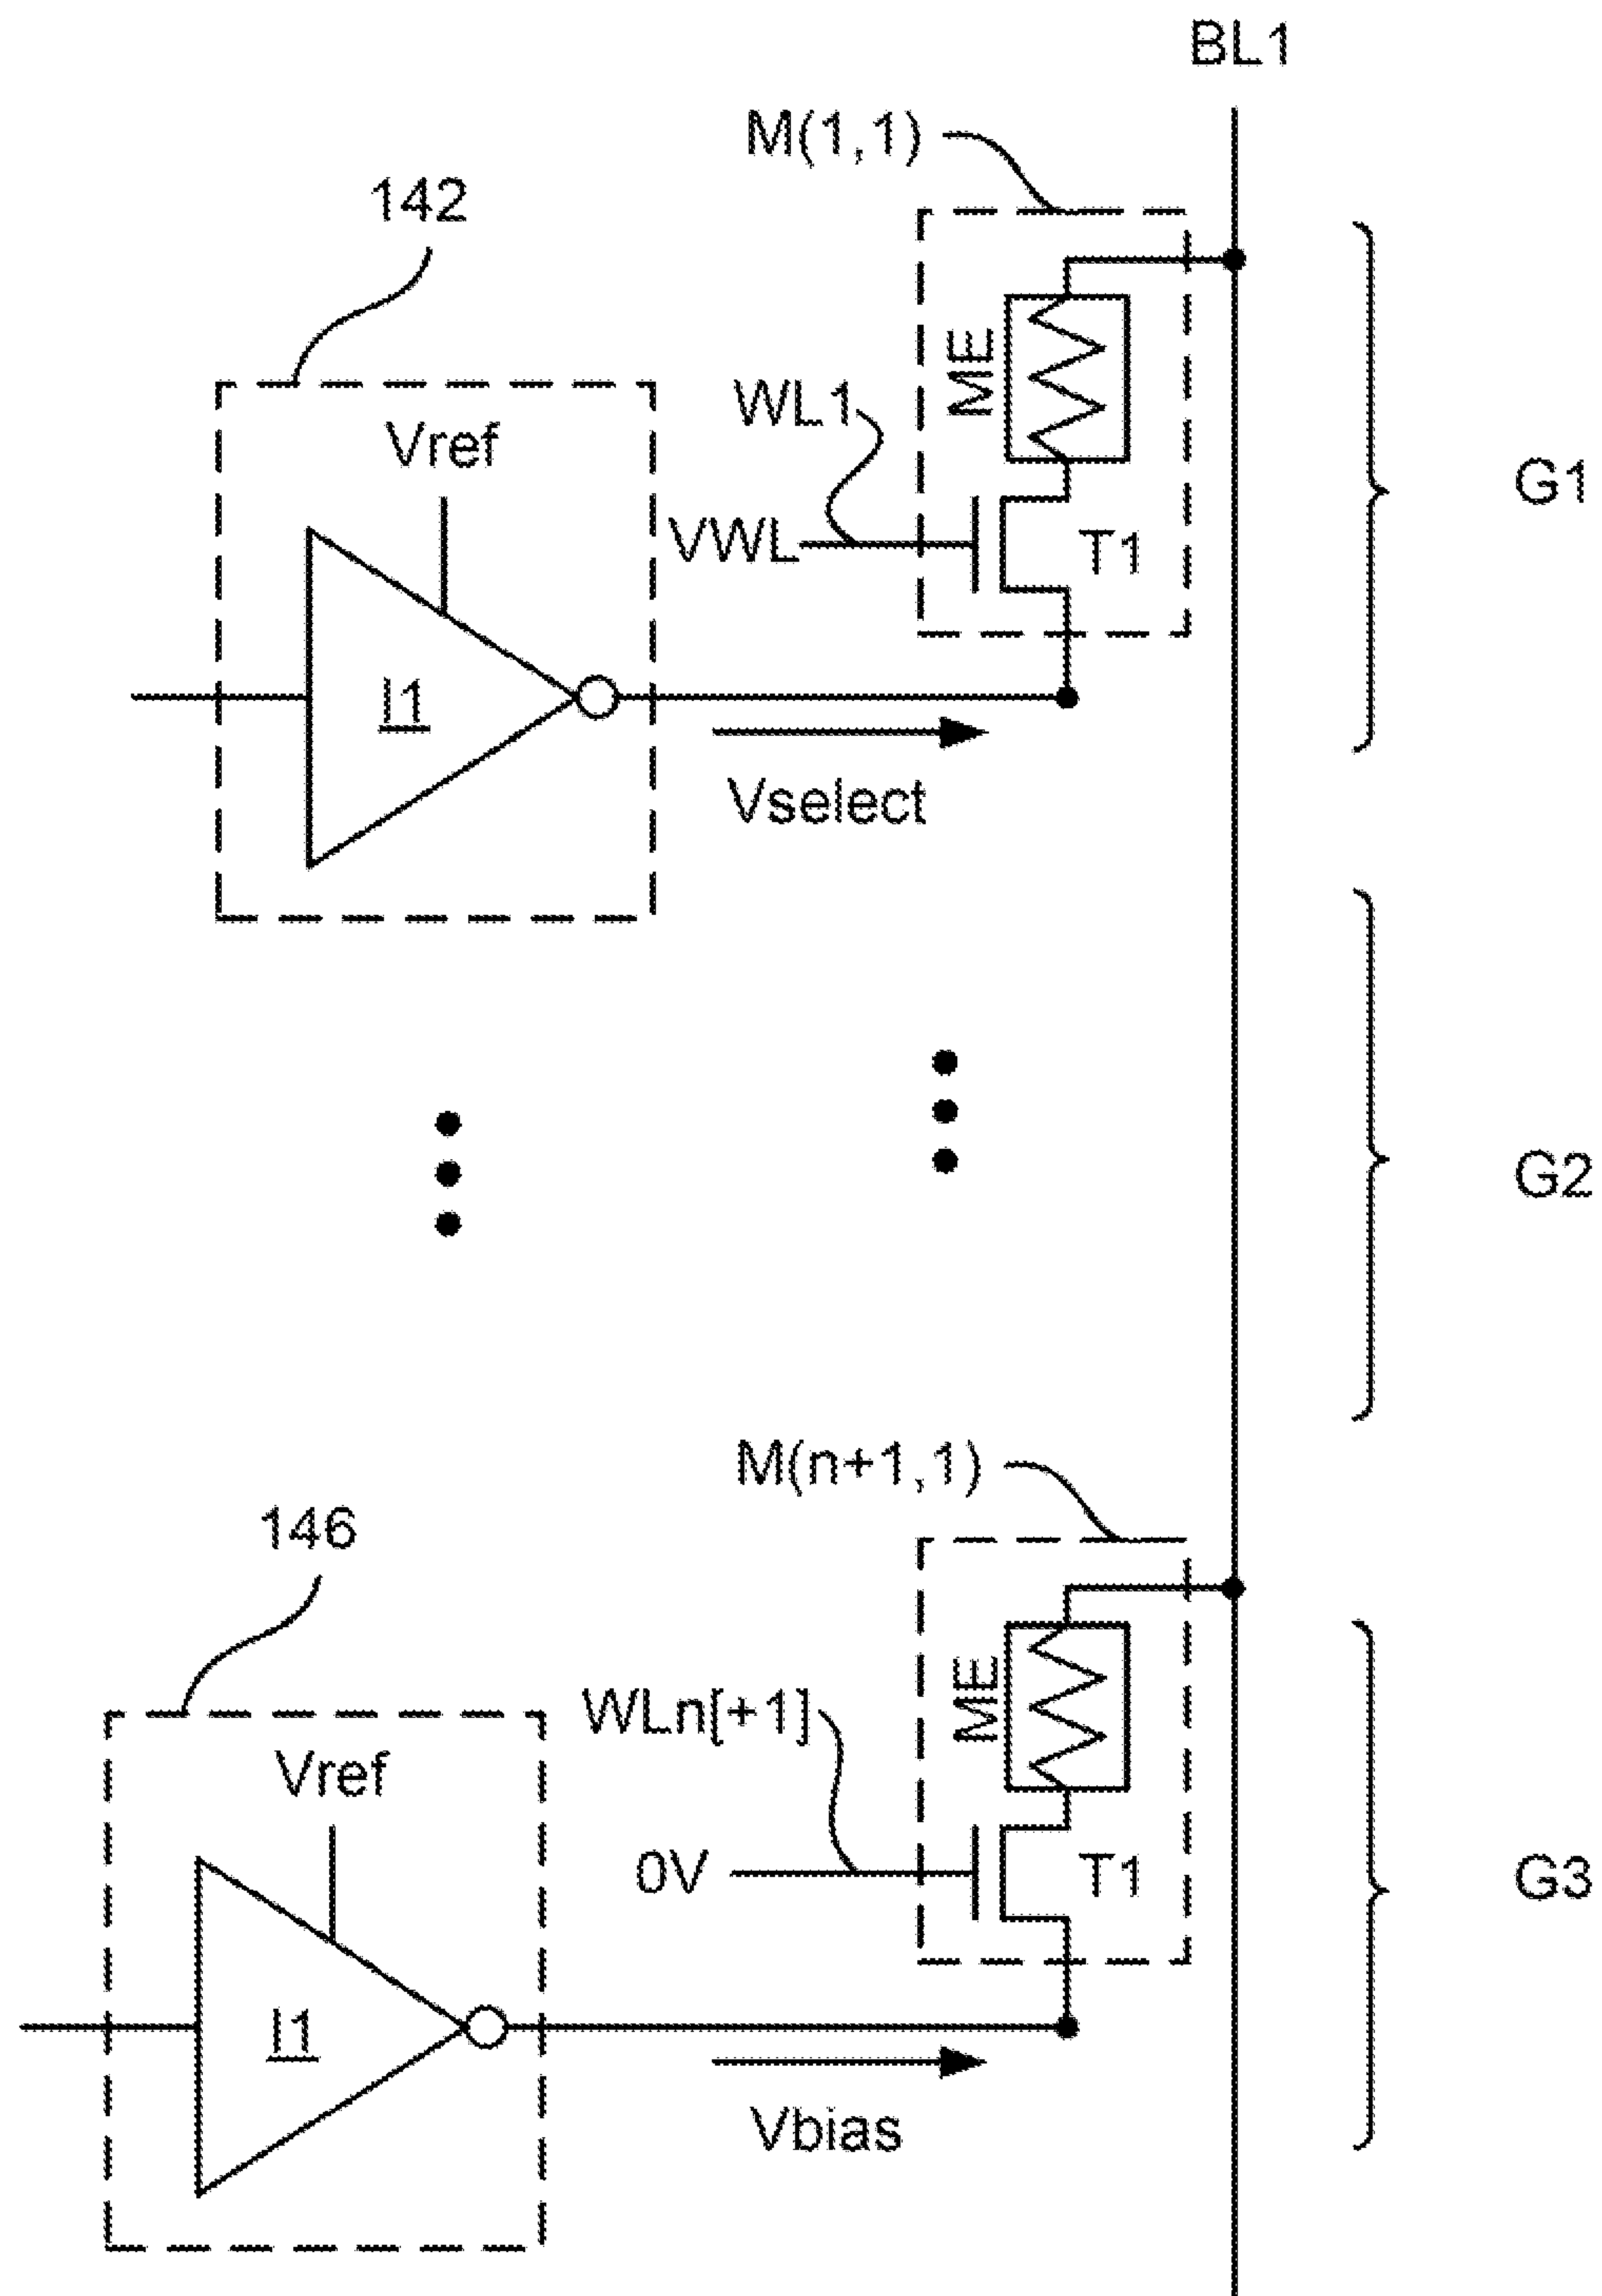 BL1
M(1,1)
142
ME
WL1
Vref
G1
VWL
T1
I1
Vselect
G2
M(n+1,1)
146
ME
WLn[+1]
Vref
0V
T1
G3
I1
Vbias